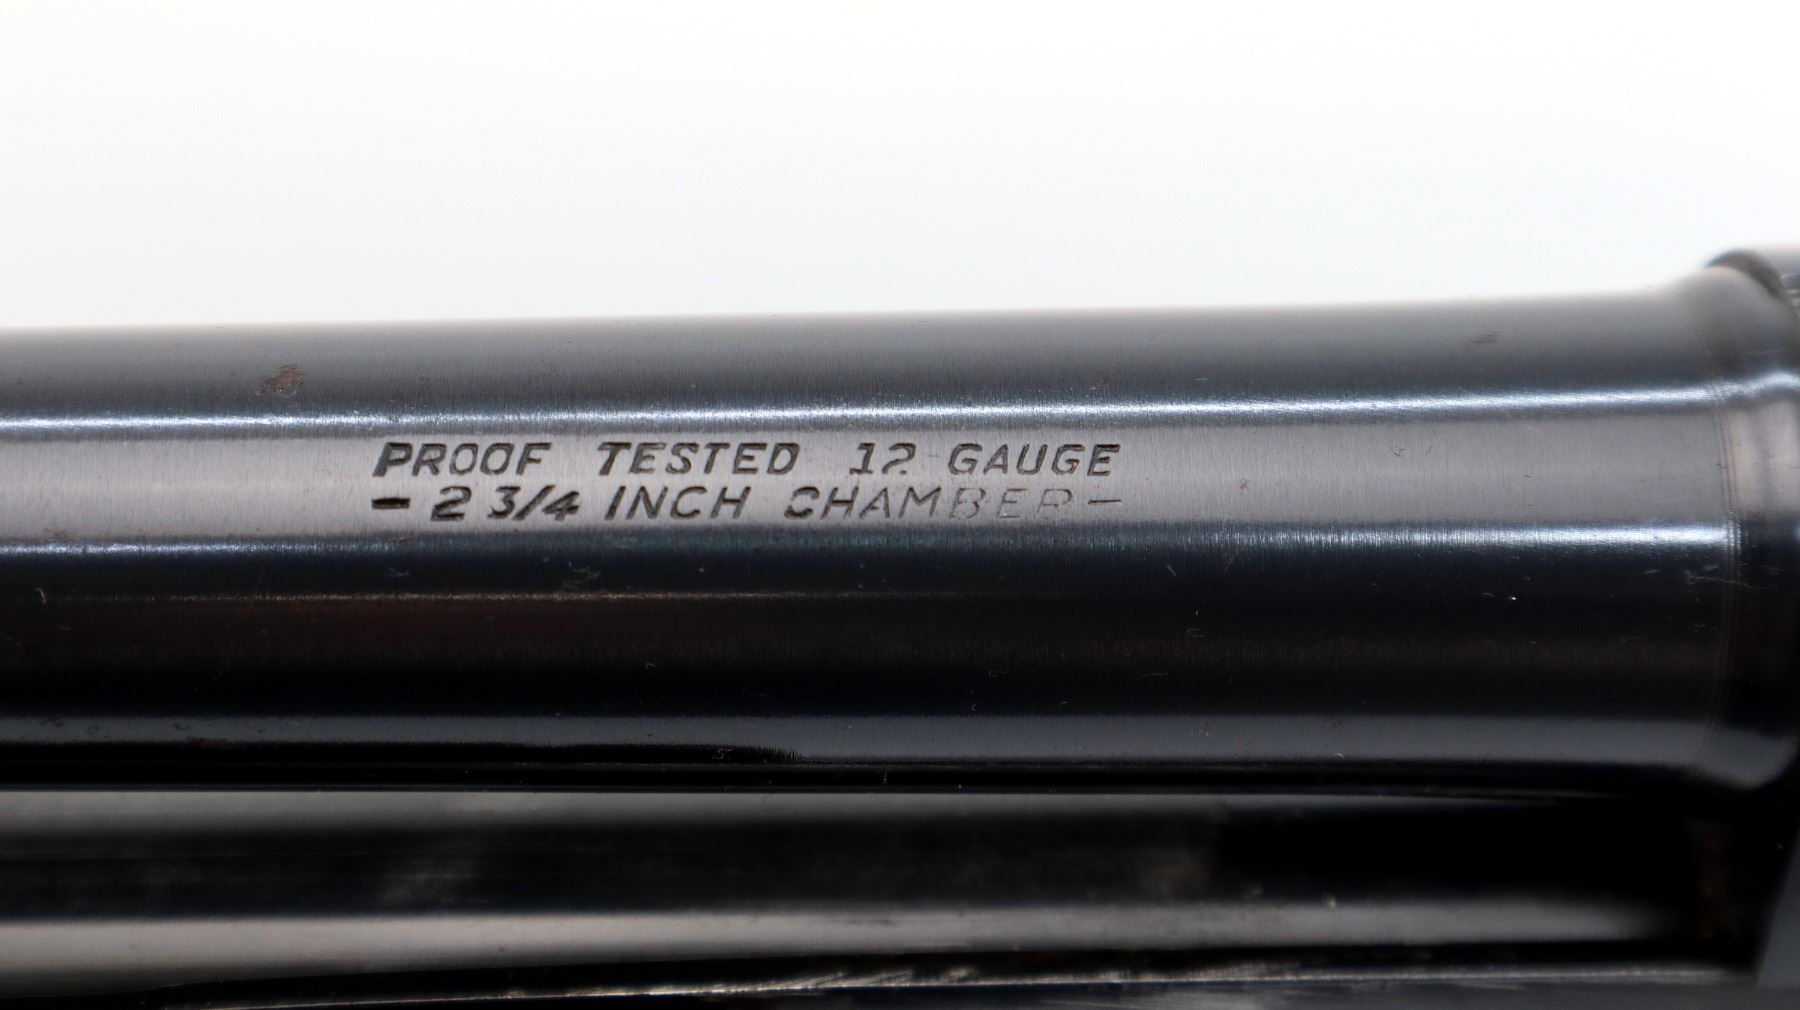 PROOF TESTED 12 GAUGE
- 2 3/4 INCH CHAMBER -